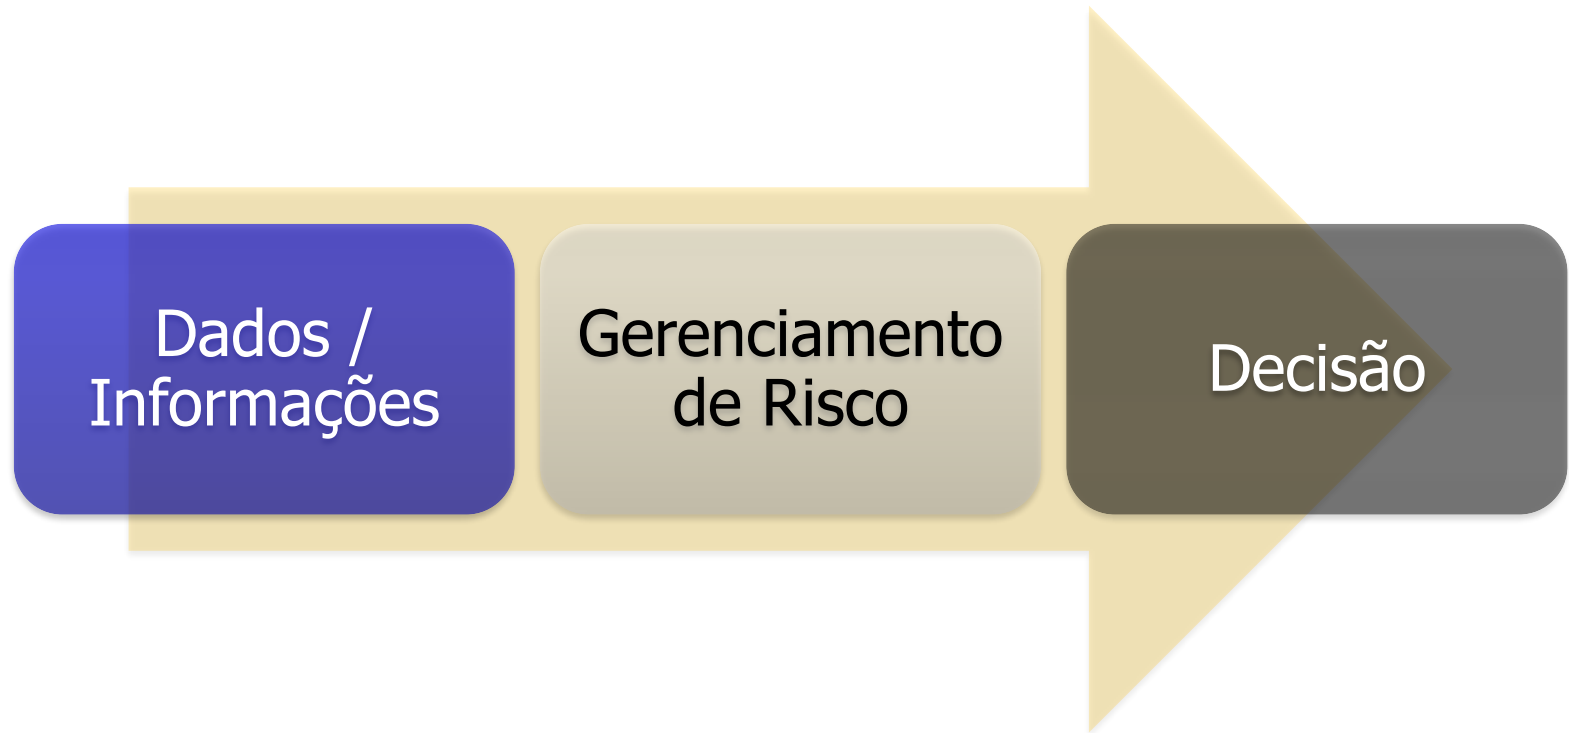 Dados /
Informações
Gerenciamento
de Risco
Decisão